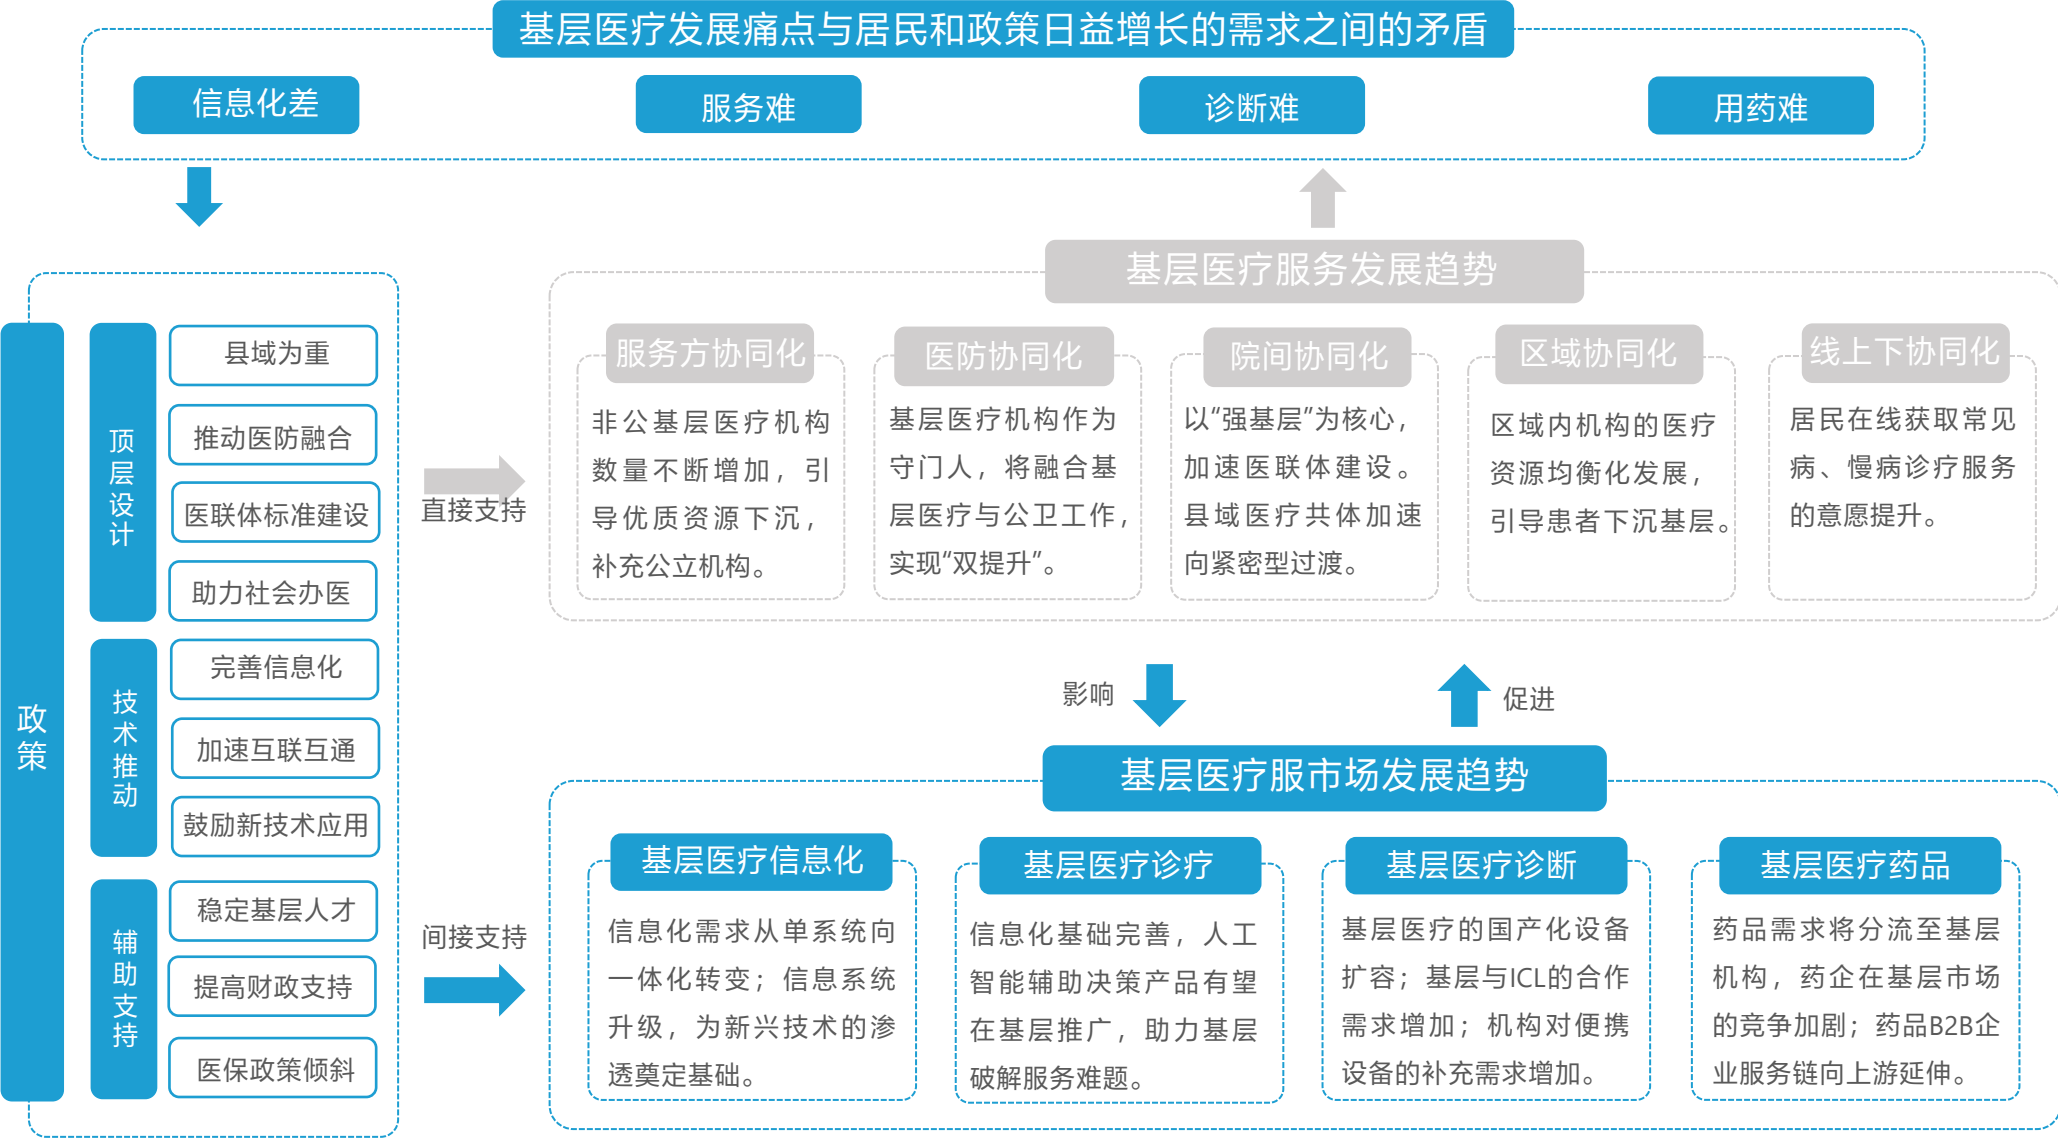 基层医疗发展痛点与居民和政策日益增长的需求之间的矛盾
信息化差
服务难
诊断难
用药难
政策
顶层设计
县域为重
推动医防融合
医联体标准建设
助力社会办医
技术推动
完善信息化
加速互联互通
鼓励新技术应用
辅助支持
稳定基层人才
提高财政支持
医保政策倾斜
直接支持
间接支持
基层医疗服务发展趋势
服务方协同化
非公基层医疗机构
数量不断增加，引
导优质资源下沉，
补充公立机构。
医防协同化
基层医疗机构作为
守门人，将融合基
层医疗与公卫工作，
实现“双提升”。
院间协同化
以“强基层”为核心，
加速医联体建设。
县域医疗共体加速
向紧密型过渡。
区域协同化
区域内机构的医疗
资源均衡化发展，
引导患者下沉基层。
线上下协同化
居民在线获取常见
病、慢病诊疗服务
的意愿提升。
影响
促进
基层医疗服市场发展趋势
基层医疗信息化
信息化需求从单系统向
一体化转变；信息系统
升级，为新兴技术的渗
透奠定基础。
基层医疗诊疗
信息化基础完善，人工
智能辅助决策产品有望
在基层推广，助力基层
破解服务难题。
基层医疗诊断
基层医疗的国产化设备
扩容；基层与ICL的合作
需求增加；机构对便携
设备的补充需求增加。
基层医疗药品
药品需求将分流至基层
机构，药企在基层市场
的竞争加剧；药品B2B企
业服务链向上游延伸。